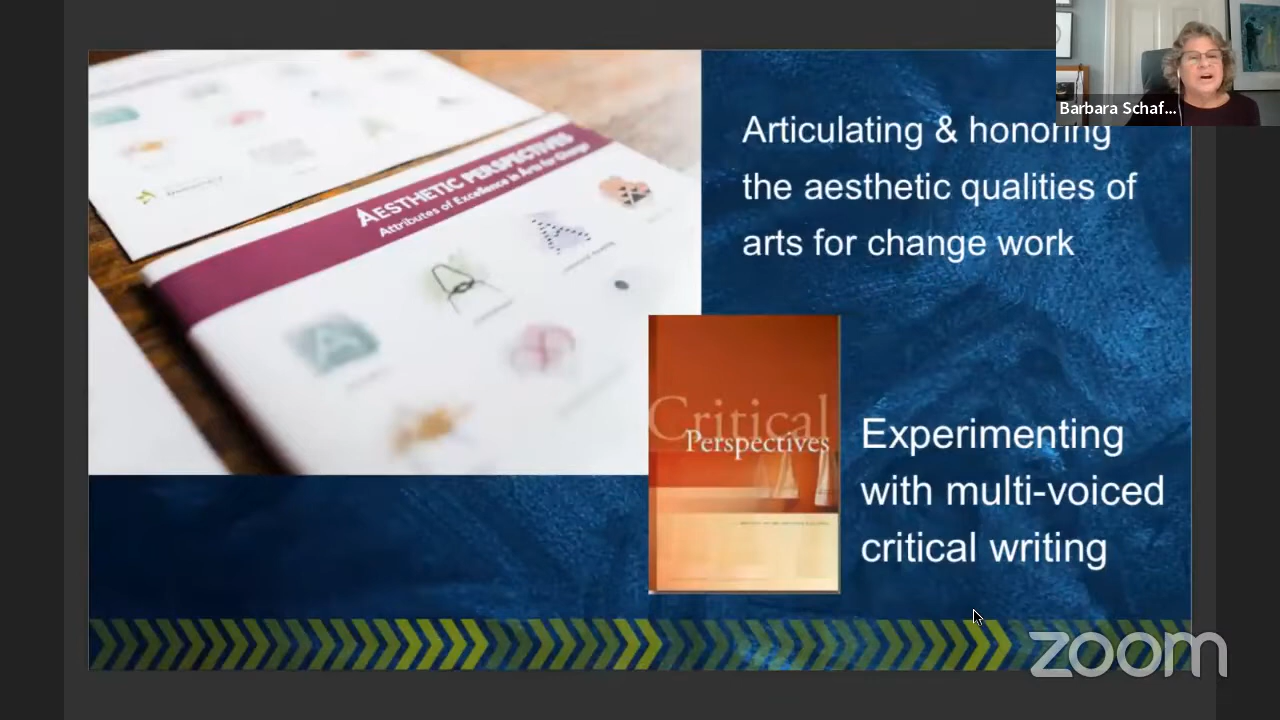 Barbara Schaf...
Articulating & honoring
the aesthetic qualities of
arts for change work
AESTHETIC PERSPECTIVES
Attributes of Excellence in Arts for Change
Critical
Perspectives
Experimenting
with multi-voiced
critical writing
zoom